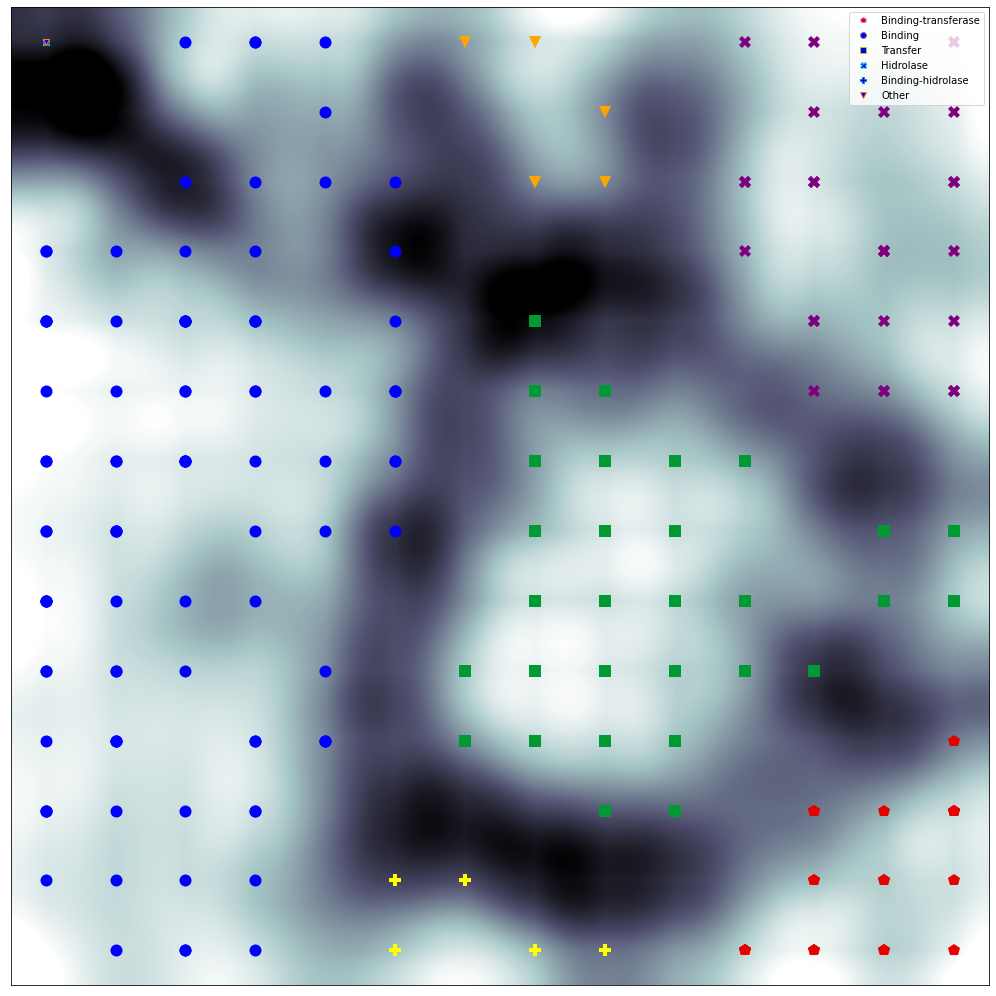 Binding-transferase
Binding
Transfer
Hidrolase
Binding-hidrolase
Other